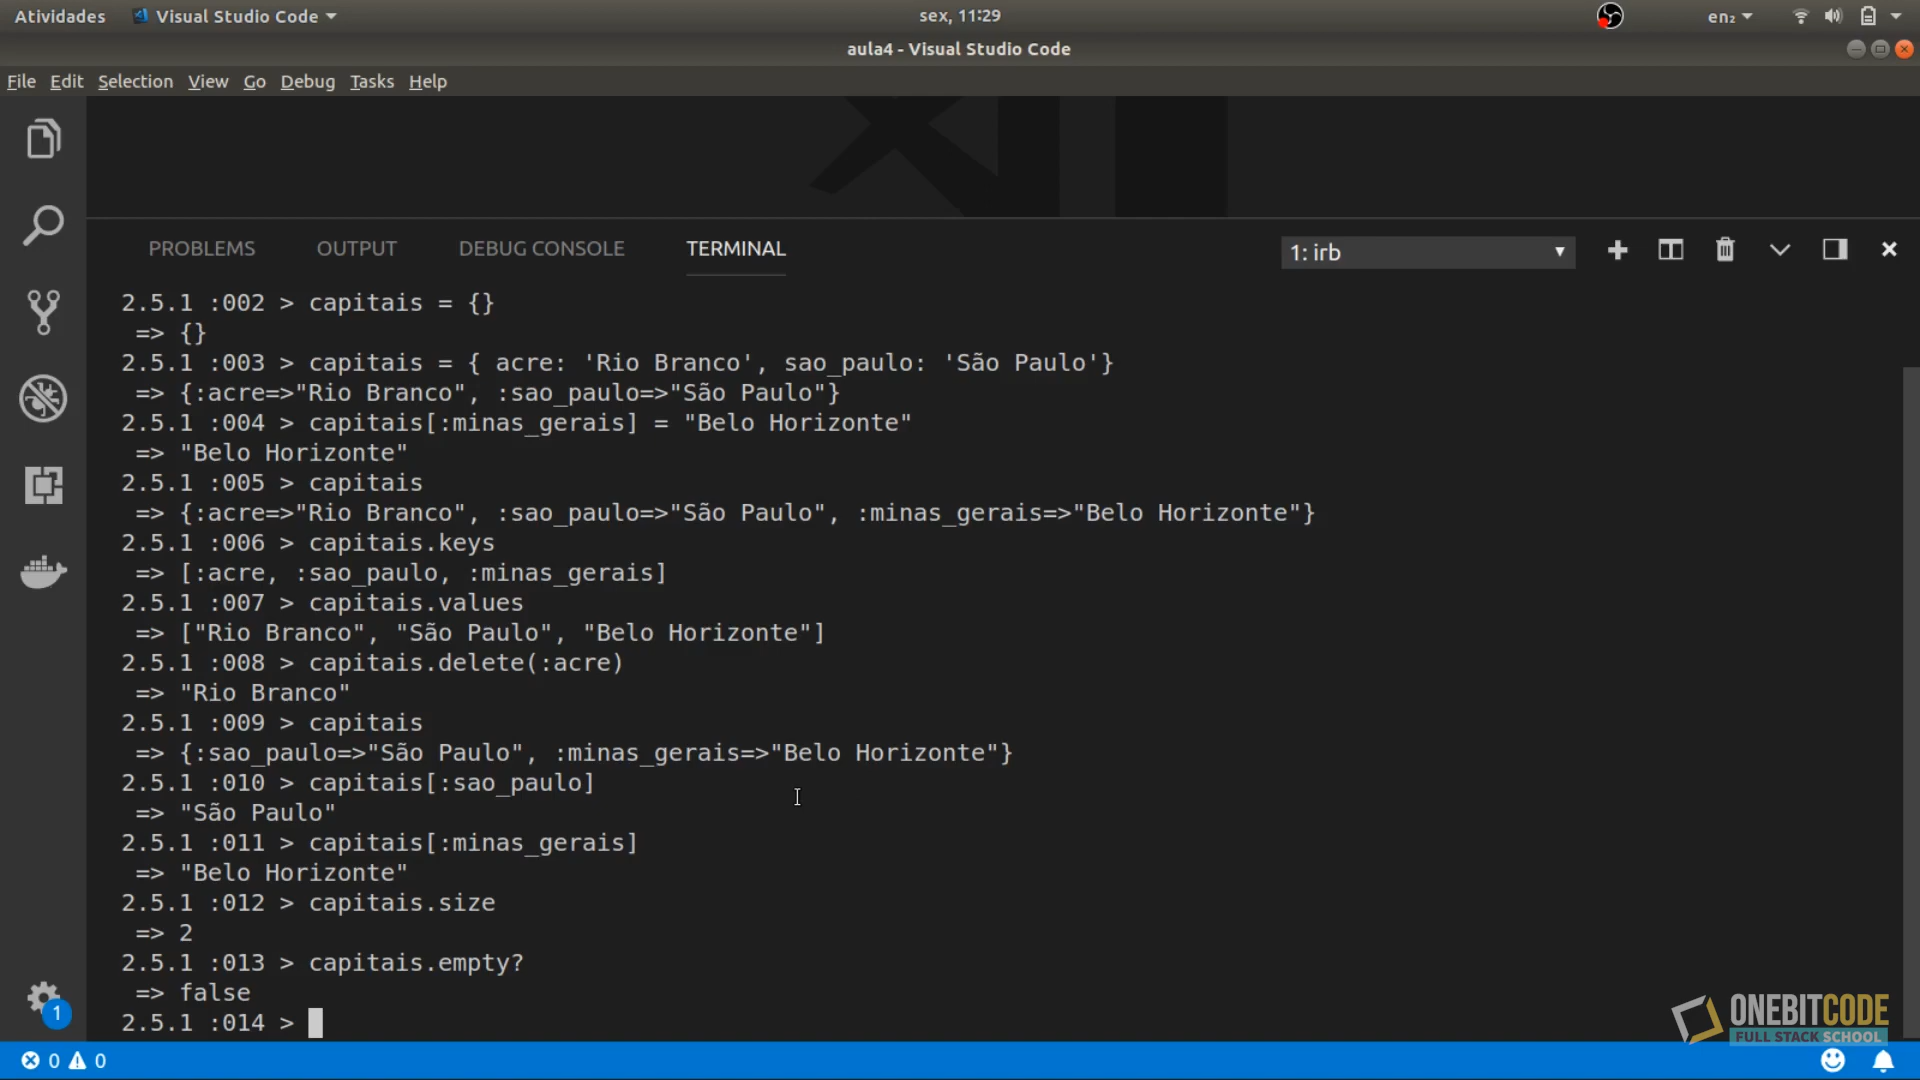 Atividades Visual Studio Code sex, 11:29 en₂
aula4 - Visual Studio Code
File Edit Selection View Go Debug Tasks Help
PROBLEMS OUTPUT DEBUG CONSOLE TERMINAL 1: irb
2.5.1 :002 > capitais = {}
=> {}
2.5.1 :003 > capitais = { acre: 'Rio Branco', sao_paulo: 'São Paulo'}
=> {:acre=>"Rio Branco", :sao_paulo=>"São Paulo"}
2.5.1 :004 > capitais[:minas_gerais] = "Belo Horizonte"
=> "Belo Horizonte"
2.5.1 :005 > capitais
=> {:acre=>"Rio Branco", :sao_paulo=>"São Paulo", :minas_gerais=>"Belo Horizonte"}
2.5.1 :006 > capitais.keys
=> [:acre, :sao_paulo, :minas_gerais]
2.5.1 :007 > capitais.values
=> ["Rio Branco", "São Paulo", "Belo Horizonte"]
2.5.1 :008 > capitais.delete(:acre)
=> "Rio Branco"
2.5.1 :009 > capitais
=> {:sao_paulo=>"São Paulo", :minas_gerais=>"Belo Horizonte"}
2.5.1 :010 > capitais[:sao_paulo]
=> "São Paulo"
2.5.1 :011 > capitais[:minas_gerais]
=> "Belo Horizonte"
2.5.1 :012 > capitais.size
=> 2
2.5.1 :013 > capitais.empty?
=> false
2.5.1 :014 >
1
ONEBITCODE
FULL STACK SCHOOL
0 0